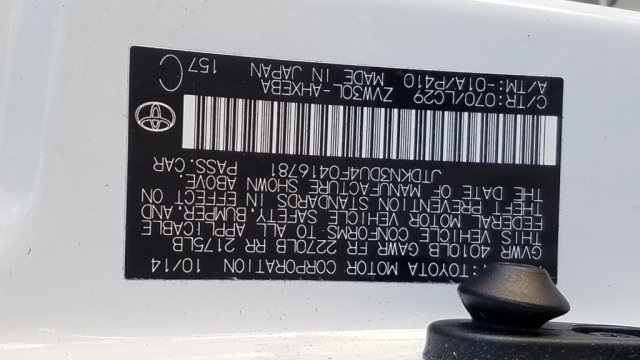 : TOYOTA MOTOR CORPORATION 10/14
GVWR 4010LB GAWR FR 2270LB RR 2175LB
THIS VEHICLE CONFORMS TO ALL APPLICABLE
FEDERAL MOTOR VEHICLE SAFETY, BUMPER, AND
THEFT PREVENTION STANDARDS IN EFFECT ON
THE DATE OF MANUFACTURE SHOWN ABOVE.
JTDKN3DU4F0416781 PASS. CAR
C/TR:070/LC29 ZVW30L-AHXEBA 157 C
A/TM:-01A/P410 MADE IN JAPAN